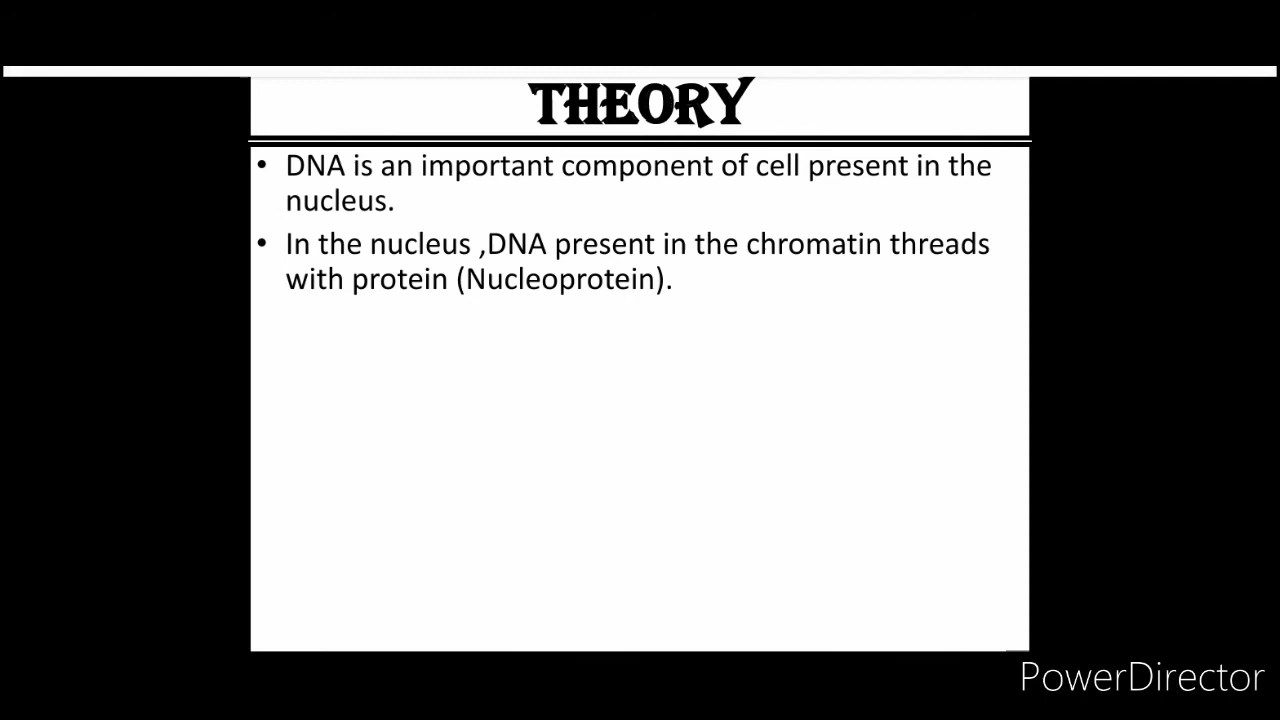 THEORY
• DNA is an important component of cell present in the
nucleus.
• In the nucleus ,DNA present in the chromatin threads
with protein (Nucleoprotein).
PowerDirector